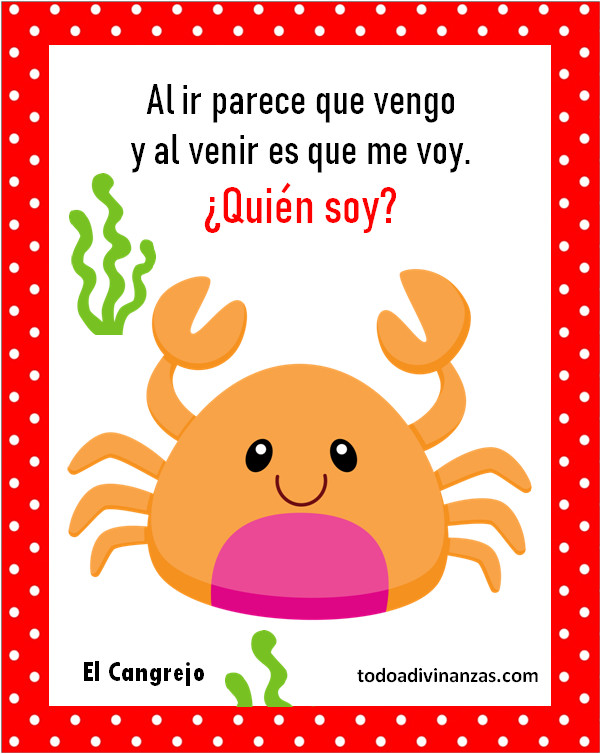 Al ir parece que vengo
y al venir es que me voy.
¿Quién soy?
El Cangrejo
todoadivinanzas.com